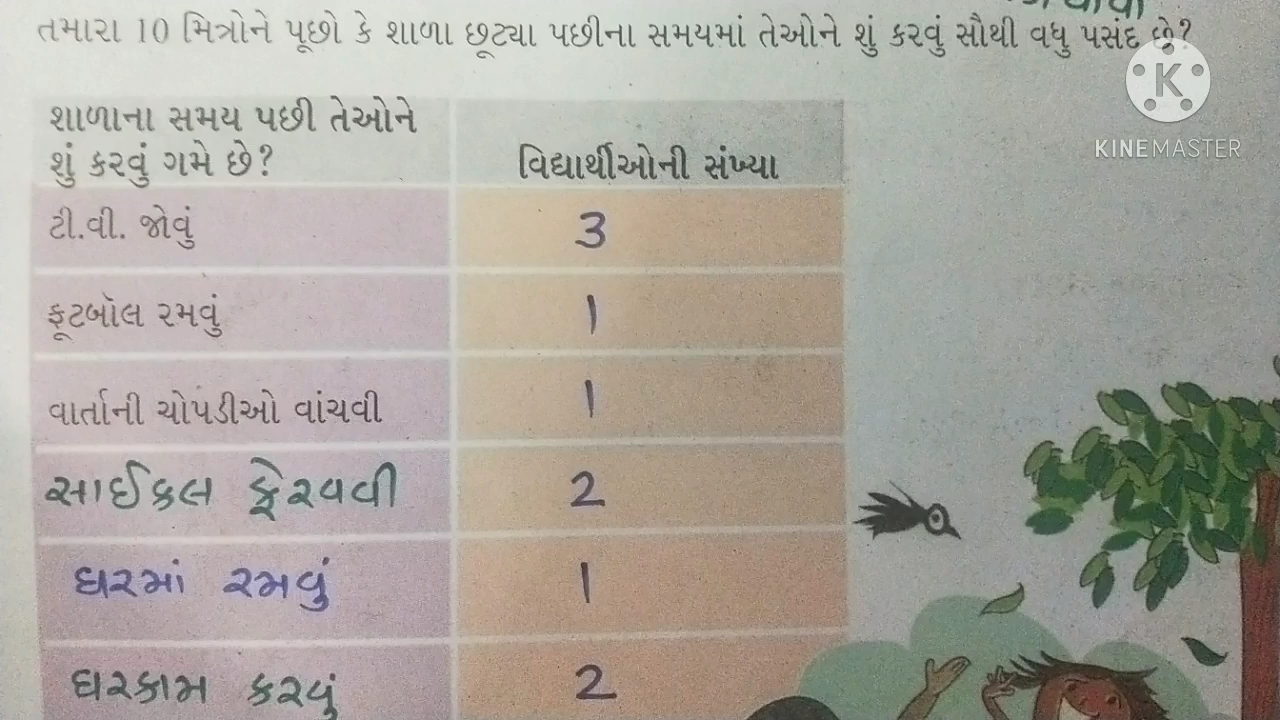 તમારા 10 મિત્રોને પૂછો કે શાળા છૂટ્યા પછીના સમયમાં તેઓને શું કરવું સૌથી વધુ પસંદ છે?
K
KINEMASTER
શાળાના સમય પછી તેઓને
શું કરવું ગમે છે?
વિદ્યાર્થીઓની સંખ્યા
ટી.વી. જોવું 3
ફૂટબૉલ રમવું 1
વાર્તાની ચોપડીઓ વાંચવી 1
સાઈકલ ફેરવવી 2
ઘરમાં રમવું 1
ઘરકામ કરવું 2